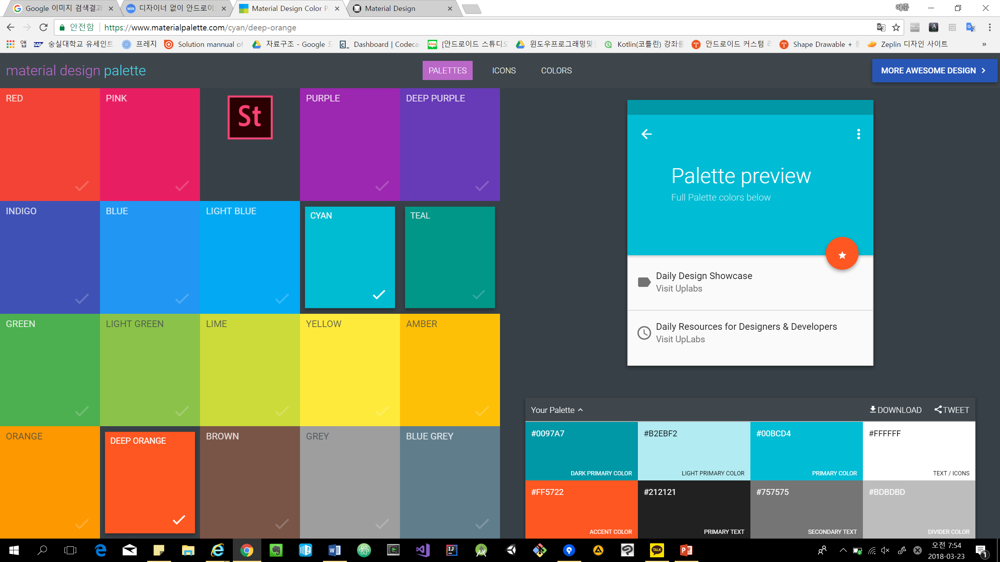 Google 이미지 검색결과
디자이너 없이 안드로이드
Material Design Color P
Material Design
혜준
안전함
https://www.materialpalette.com/cyan/deep-orange
앱
숭실대학교 유세인트
프레지
Solution mannual of
자료구조 - Google 드
Dashboard | Codeca
[안드로이드 스튜디오
윈도우프로그래밍및
Kotlin(코틀린) 강좌를
안드로이드 커스텀
Shape Drawable +
Zeplin 디자인 사이트
»
material design palette
PALETTES
ICONS
COLORS
MORE AWESOME DESIGN
RED
PINK
St
PURPLE
DEEP PURPLE
INDIGO
BLUE
LIGHT BLUE
CYAN
TEAL
GREEN
LIGHT GREEN
LIME
YELLOW
AMBER
ORANGE
DEEP ORANGE
BROWN
GREY
BLUE GREY
Palette preview
Full Palette colors below
Daily Design Showcase
Visit Uplabs
Daily Resources for Designers & Developers
Visit UpLabs
Your Palette
DOWNLOAD
TWEET
#0097A7
DARK PRIMARY COLOR
#B2EBF2
LIGHT PRIMARY COLOR
#00BCD4
PRIMARY COLOR
#FFFFFF
TEXT / ICONS
#FF5722
ACCENT COLOR
#212121
PRIMARY TEXT
#757575
SECONDARY TEXT
#BDBDBD
DIVIDER COLOR
오전 7:54
2018-03-23
1